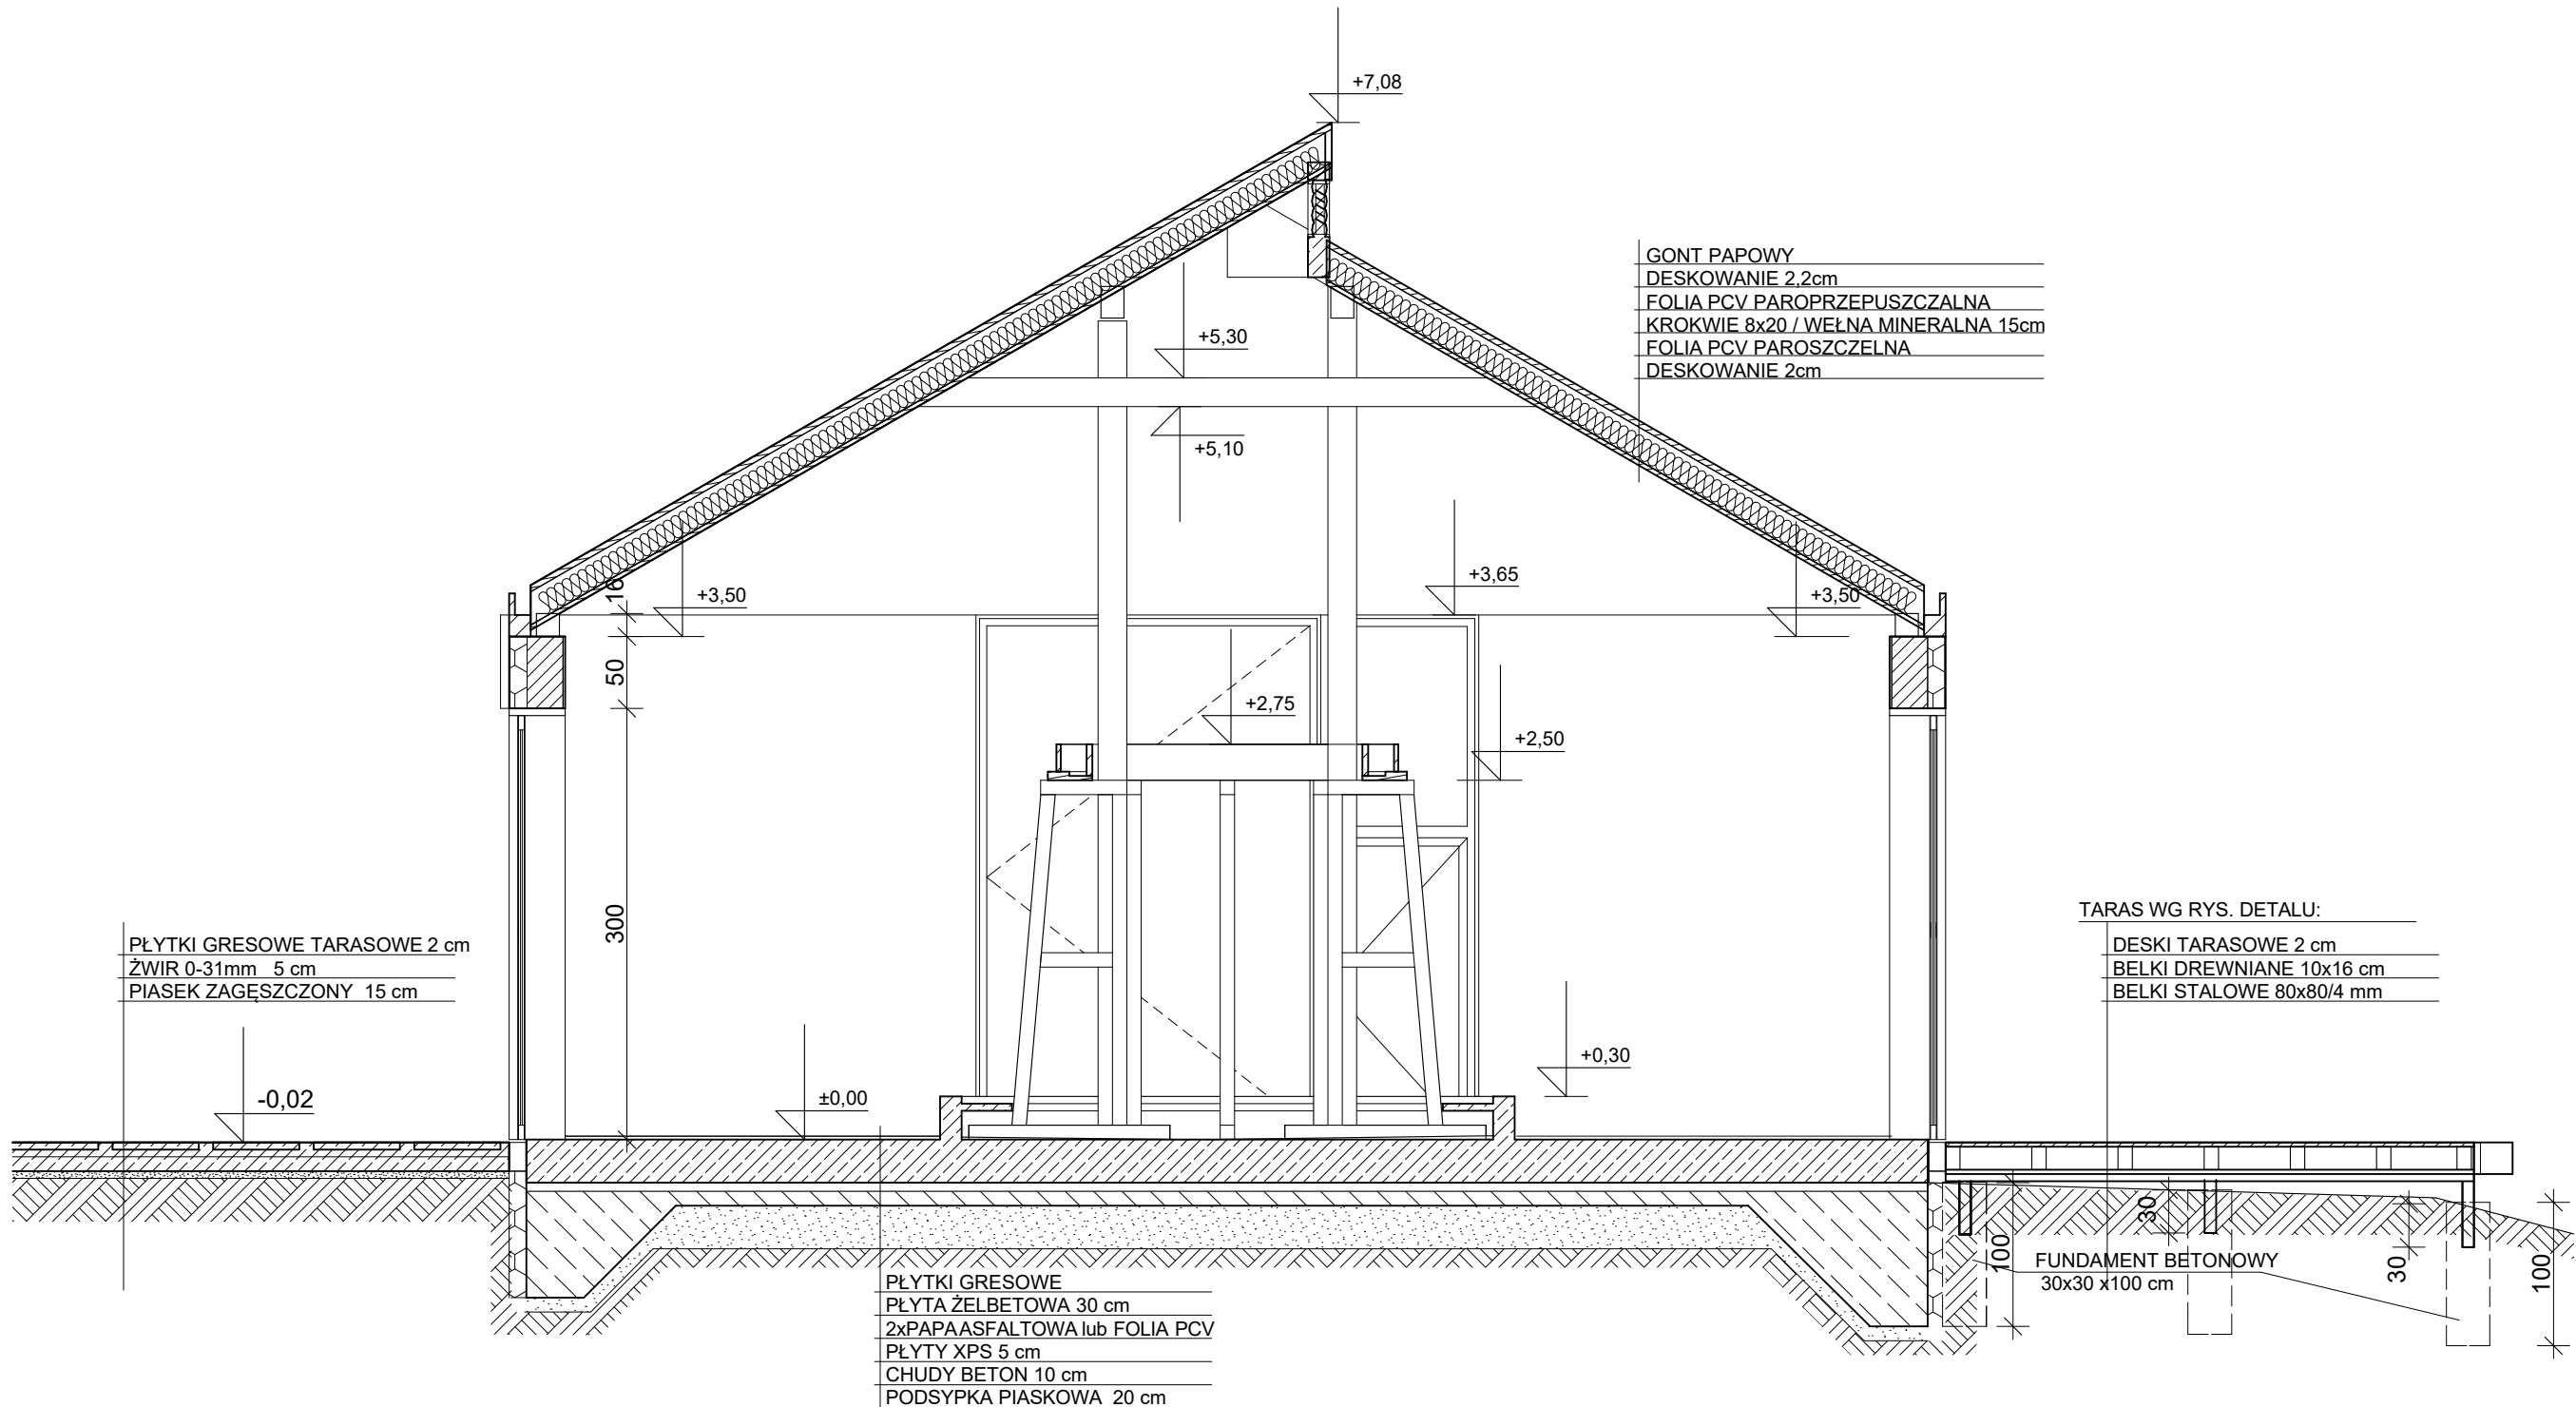 +7,08
GONT PAPOWY
DESKOWANIE 2,2cm
FOLIA PCV PAROPRZEPUSZCZALNA
KROKWIE 8x20 / WEŁNA MINERALNA 15cm
FOLIA PCV PAROSZCZELNA
DESKOWANIE 2cm
+5,30
+5,10
16
+3,50
+3,65
+3,50
50
+2,75
+2,50
300
PŁYTKI GRESOWE TARASOWE 2 cm
ŻWIR 0-31mm 5 cm
PIASEK ZAGĘSZCZONY 15 cm
TARAS WG RYS. DETALU:
DESKI TARASOWE 2 cm
BELKI DREWNIANE 10x16 cm
BELKI STALOWE 80x80/4 mm
-0,02
±0,00
+0,30
30
100
30
100
FUNDAMENT BETONOWY
30x30 x100 cm
PŁYTKI GRESOWE
PŁYTA ŻELBETOWA 30 cm
2xPAPA ASFALTOWA lub FOLIA PCV
PŁYTY XPS 5 cm
CHUDY BETON 10 cm
PODSYPKA PIASKOWA 20 cm